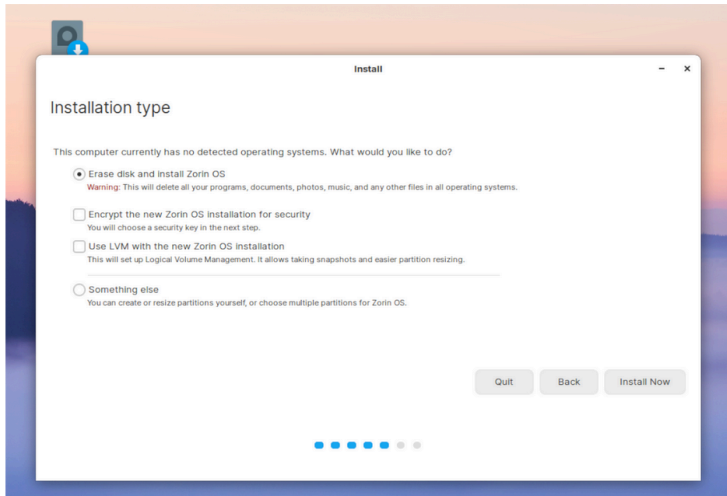 Install
Installation type
This computer currently has no detected operating systems. What would you like to do?
Erase disk and install Zorin OS
Warning: This will delete all your programs, documents, photos, music, and any other files in all operating systems.
Encrypt the new Zorin OS installation for security
You will choose a security key in the next step.
Use LVM with the new Zorin OS installation
This will set up Logical Volume Management. It allows taking snapshots and easier partition resizing.
Something else
You can create or resize partitions yourself, or choose multiple partitions for Zorin OS.
Quit Back Install Now